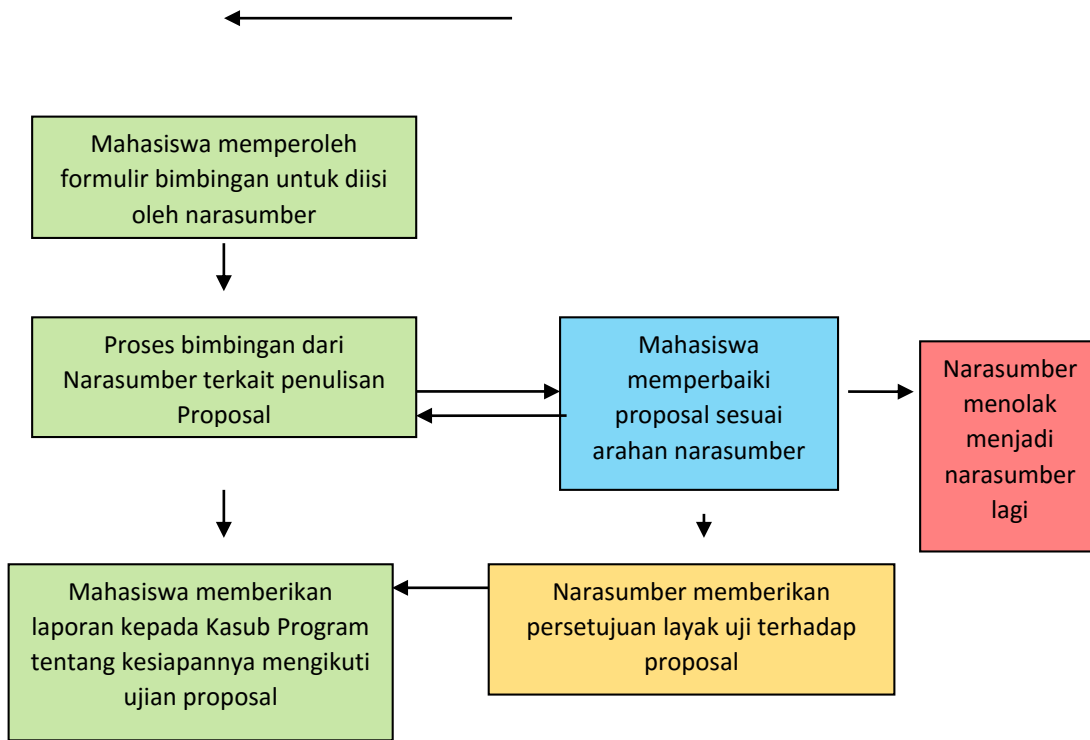 Mahasiswa memperoleh
formulir bimbingan untuk diisi
oleh narasumber
Proses bimbingan dari
Narasumber terkait penulisan
Proposal
Mahasiswa
memperbaiki
proposal sesuai
arahan narasumber
Narasumber
menolak
menjadi
narasumber
lagi
Mahasiswa memberikan
laporan kepada Kasub Program
tentang kesiapannya mengikuti
ujian proposal
Narasumber memberikan
persetujuan layak uji terhadap
proposal